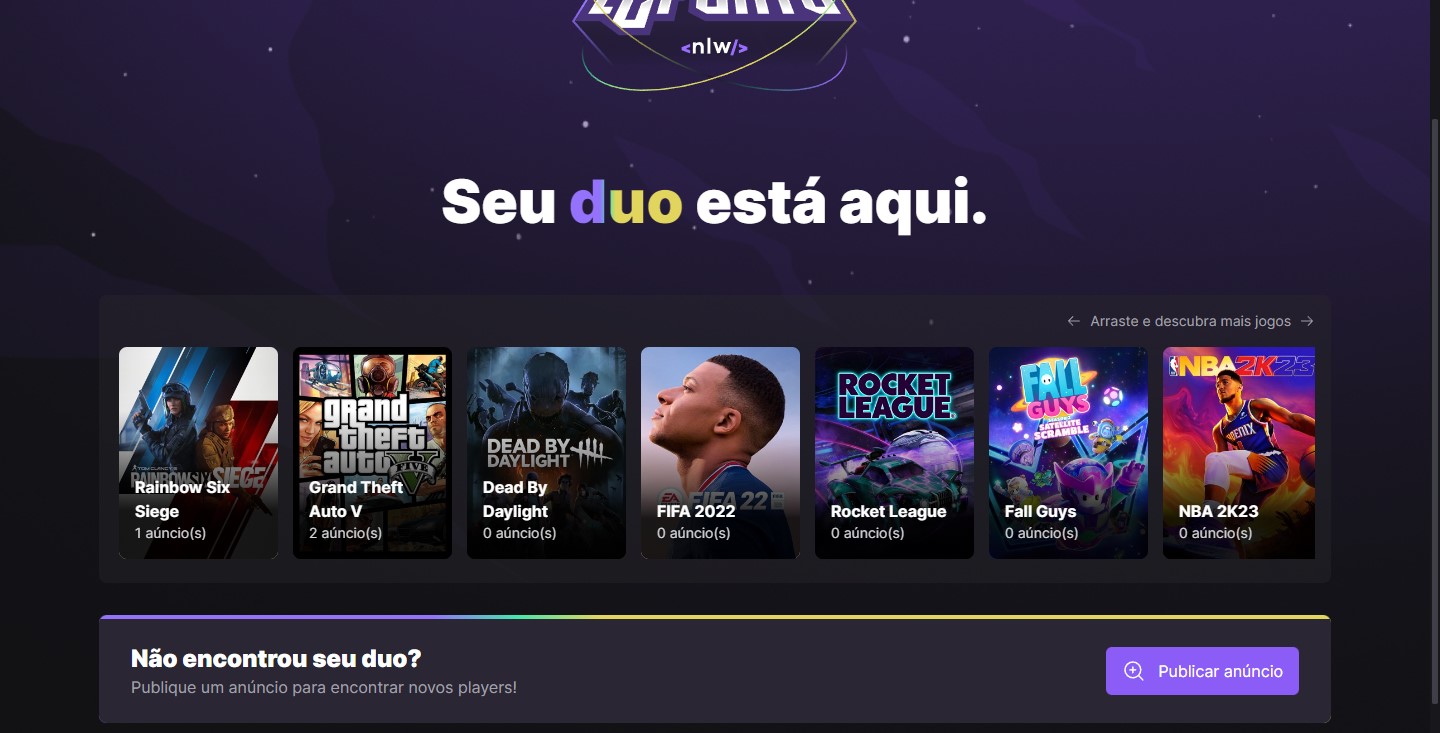 <nlw/>
Seu duo está aqui.
← Arraste e descubra mais jogos →
A TOM CLANCY'S
RAINBOW SIX SIEGE
Rainbow Six
Siege
1 aúncio(s)
grand
theft
auto
FIVE
Grand Theft
Auto V
2 aúncio(s)
DEAD BY
DAYLIGHT
Dead By
Daylight
0 aúncio(s)
EA FIFA 22
FIFA 2022
0 aúncio(s)
ROCKET
LEAGUE
Rocket League
0 aúncio(s)
FALL
GUYS
SATELLITE
SCRAMBLE
Fall Guys
0 aúncio(s)
NBA 2K23
PHOENIX
NBA 2K23
0 aúncio(s)
Não encontrou seu duo?
Publique um anúncio para encontrar novos players!
Publicar anúncio